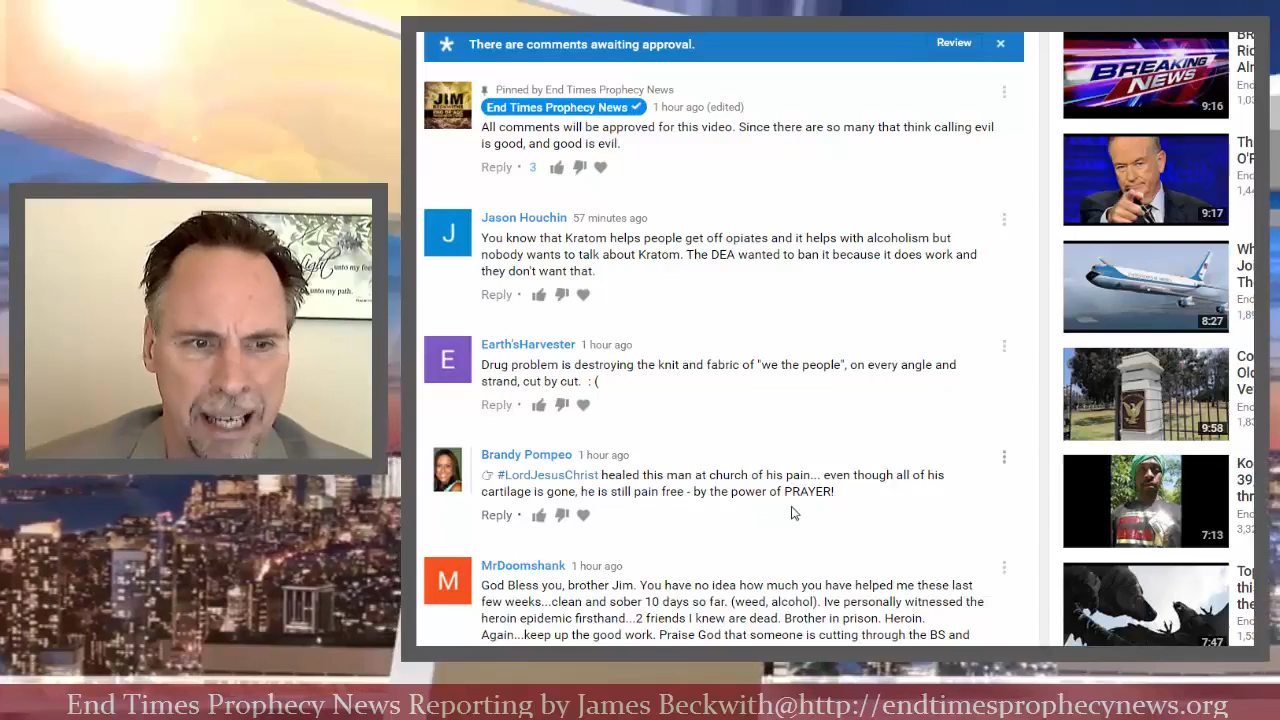 There are comments awaiting approval.
Review
Pinned by End Times Prophecy News
JIM
BECKWITH
End Times Prophecy News
1 hour ago (edited)
All comments will be approved for this video. Since there are so many that think calling evil
is good, and good is evil.
Reply • 3
J
Jason Houchin 57 minutes ago
You know that Kratom helps people get off opiates and it helps with alcoholism but
nobody wants to talk about Kratom. The DEA wanted to ban it because it does work and
they don't want that.
Reply •
E
Earth'sHarvester 1 hour ago
Drug problem is destroying the knit and fabric of "we the people", on every angle and
strand, cut by cut.  : (
Reply •
Brandy Pompeo 1 hour ago
#LordJesusChrist healed this man at church of his pain... even though all of his
cartilage is gone, he is still pain free - by the power of PRAYER!
Reply •
M
MrDoomshank 1 hour ago
God Bless you, brother Jim. You have no idea how much you have helped me these last
few weeks...clean and sober 10 days so far. (weed, alcohol). Ive personally witnessed the
heroin epidemic firsthand...2 friends I knew are dead. Brother in prison. Heroin.
Again...keep up the good work. Praise God that someone is cutting through the BS and
BREAKING
NEWS
9:16
9:17
8:27
9:58
7:13
7:47
unto my feet
unto my path.
End Times Prophecy News Reporting by James Beckwith@http://endtimesprophecynews.org